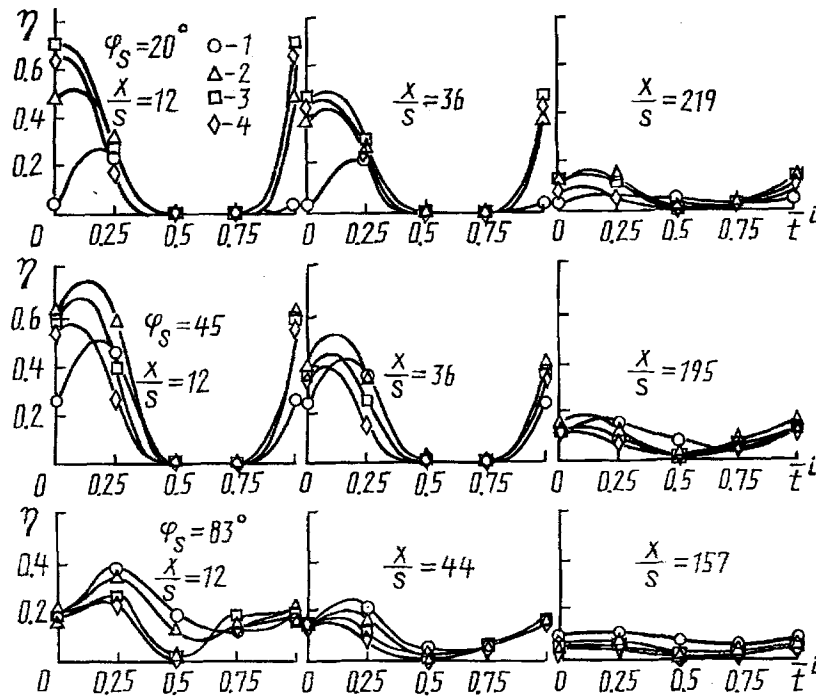 η
φ_S = 20°
x/s = 12
○-1
△-2
□-3
◇-4
x/s = 36
x/s = 219
0.6
0.4
0.2
0 0.25 0.5 0.75 0 0.25 0.5 0.75 0 0.25 0.5 0.75 t̄ i
η
φ_S = 45
x/s = 12
x/s = 36
x/s = 195
0.6
0.4
0.2
0 0.25 0.5 0.75 0 0.25 0.5 0.75 0 0.25 0.5 0.75 t̄ i
η
φ_S = 83°
x/s = 12
x/s = 44
x/s = 157
0.4
0.2
0 0.25 0.5 0.75 0 0.25 0.5 0.75 0 0.25 0.5 0.75 t̄ i